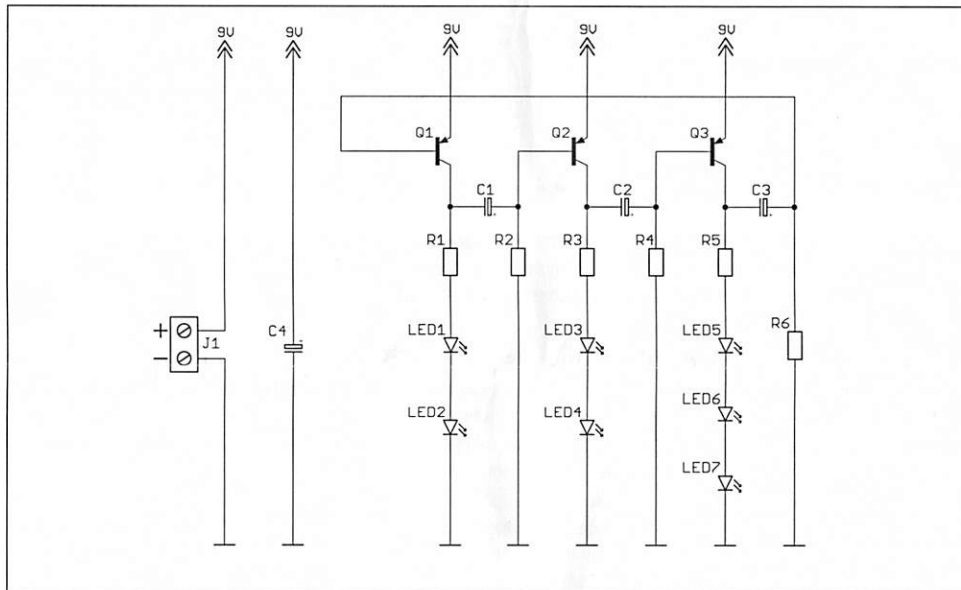 9V 9V 9V 9V 9V
Q1 Q2 Q3
C1 C2 C3
R1 R2 R3 R4 R5
+ J1 C4 LED1 LED3 LED5 R6
-
LED2 LED4 LED6
LED7